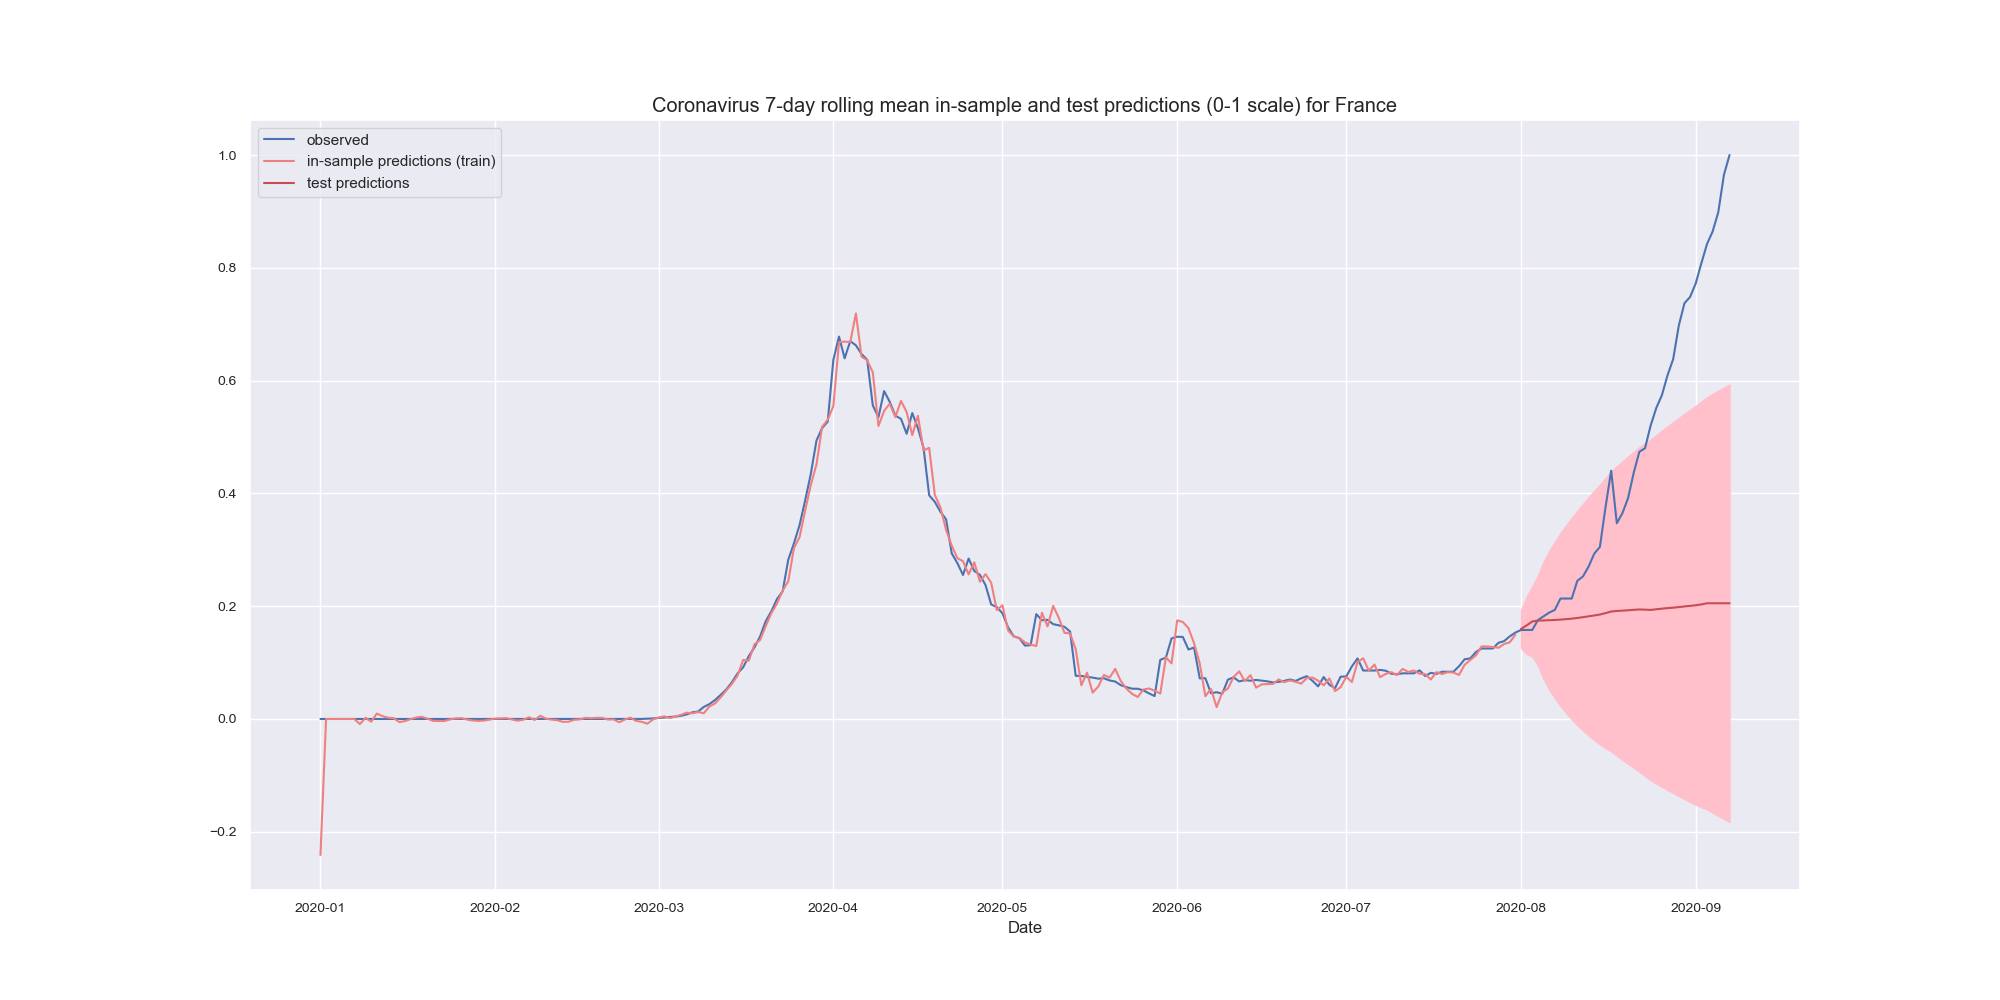 Coronavirus 7-day rolling mean in-sample and test predictions (0-1 scale) for France
observed
in-sample predictions (train)
test predictions
1.0
0.8
0.6
0.4
0.2
0.0
−0.2
2020-01 2020-02 2020-03 2020-04 2020-05 2020-06 2020-07 2020-08 2020-09
Date